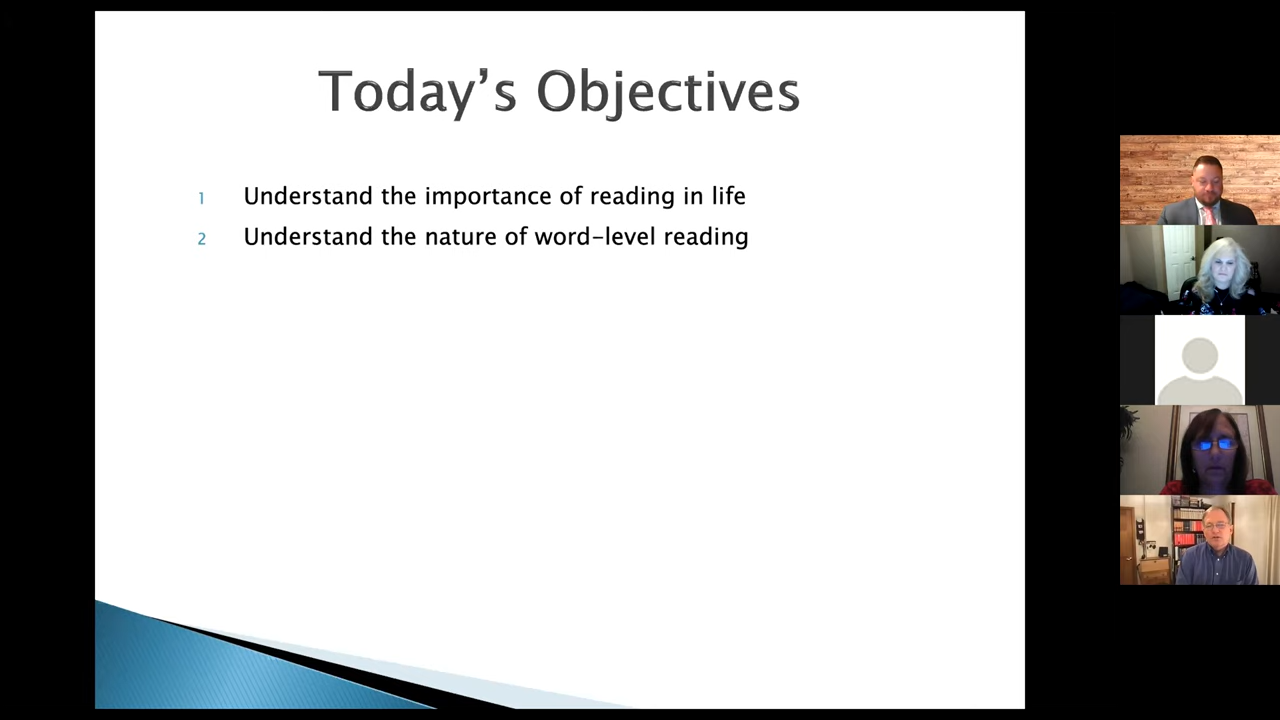 Today's Objectives
1 Understand the importance of reading in life
2 Understand the nature of word-level reading